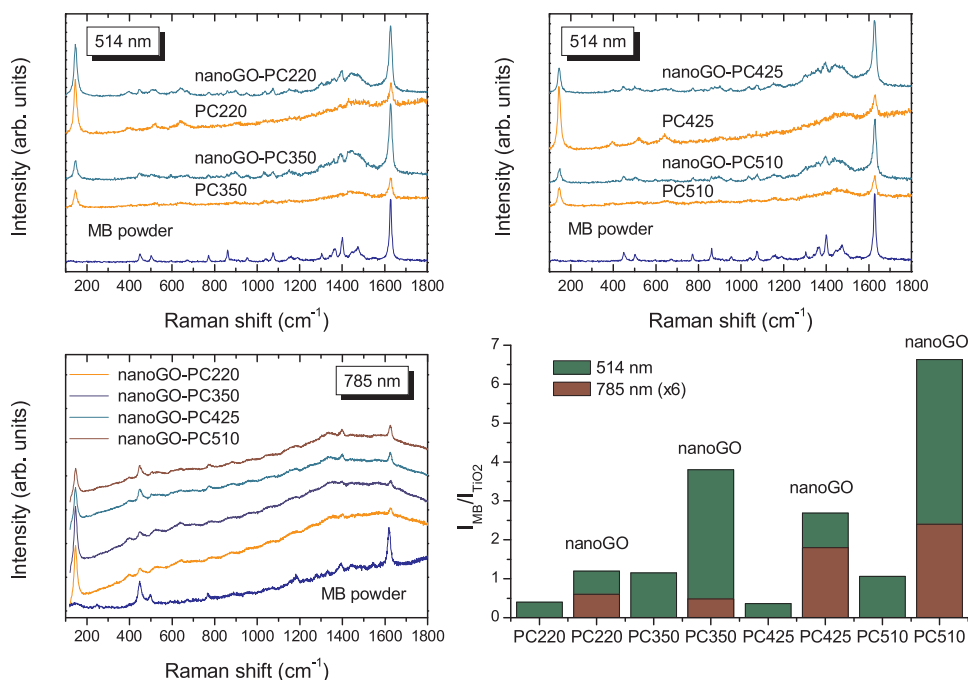 514 nm
nanoGO-PC220
PC220
nanoGO-PC350
PC350
MB powder
Intensity (arb. units)
200 400 600 800 1000 1200 1400 1600 1800
Raman shift (cm⁻¹)
514 nm
nanoGO-PC425
PC425
nanoGO-PC510
PC510
MB powder
Intensity (arb. units)
200 400 600 800 1000 1200 1400 1600 1800
Raman shift (cm⁻¹)
nanoGO-PC220
nanoGO-PC350
nanoGO-PC425
nanoGO-PC510
785 nm
MB powder
Intensity (arb. units)
200 400 600 800 1000 1200 1400 1600 1800
Raman shift (cm⁻¹)
514 nm
785 nm (x6)
nanoGO
nanoGO
nanoGO
nanoGO
I_MB/I_TiO2
7
6
5
4
3
2
1
0
PC220 PC220 PC350 PC350 PC425 PC425 PC510 PC510